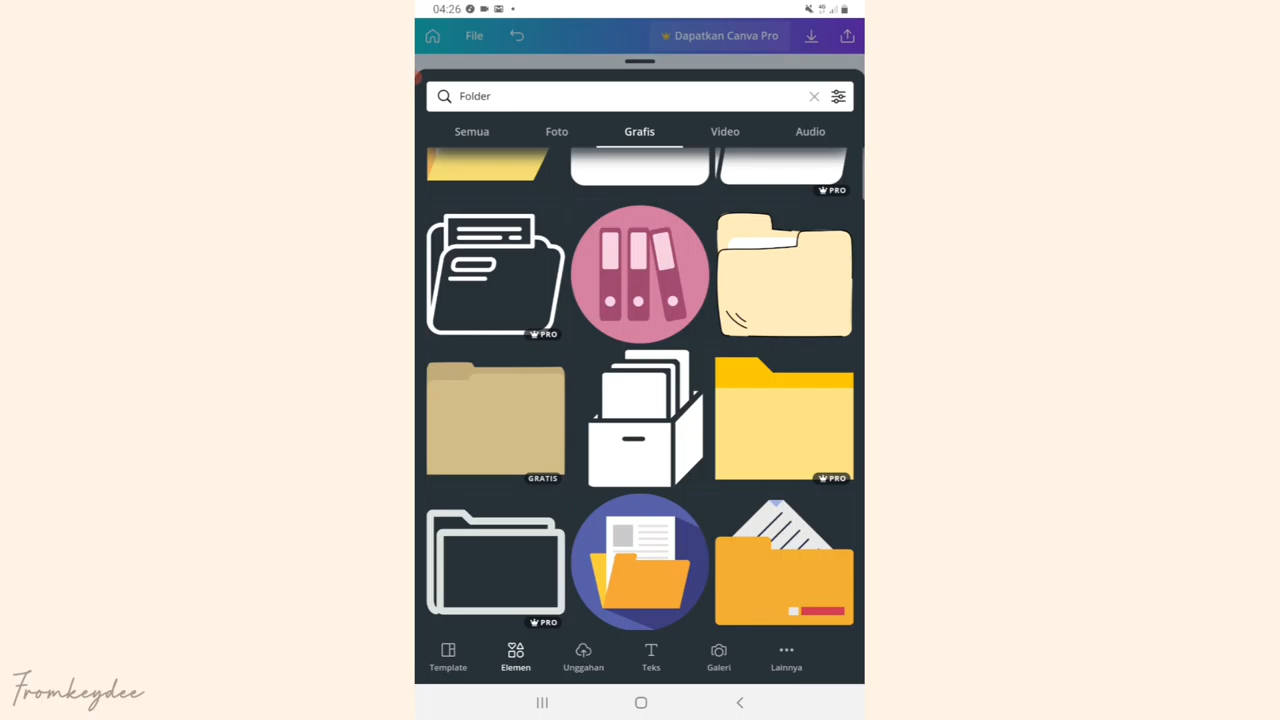 04:26
File
Dapatkan Canva Pro
Folder
Semua
Foto
Grafis
Video
Audio
PRO
PRO
GRATIS
PRO
PRO
Template
Elemen
Unggahan
Teks
Galeri
Lainnya
Fromkeydee